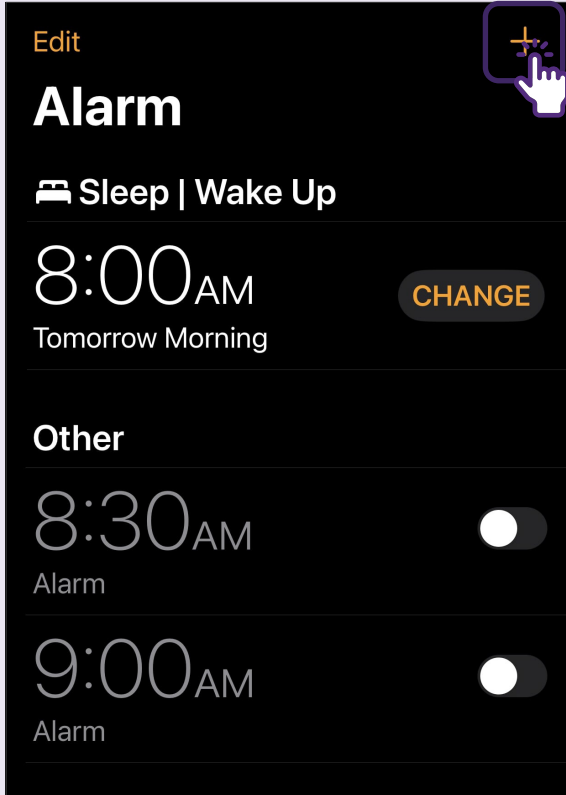 Edit
Alarm
Sleep | Wake Up
8:00AM
CHANGE
Tomorrow Morning
Other
8:30AM
Alarm
9:00AM
Alarm